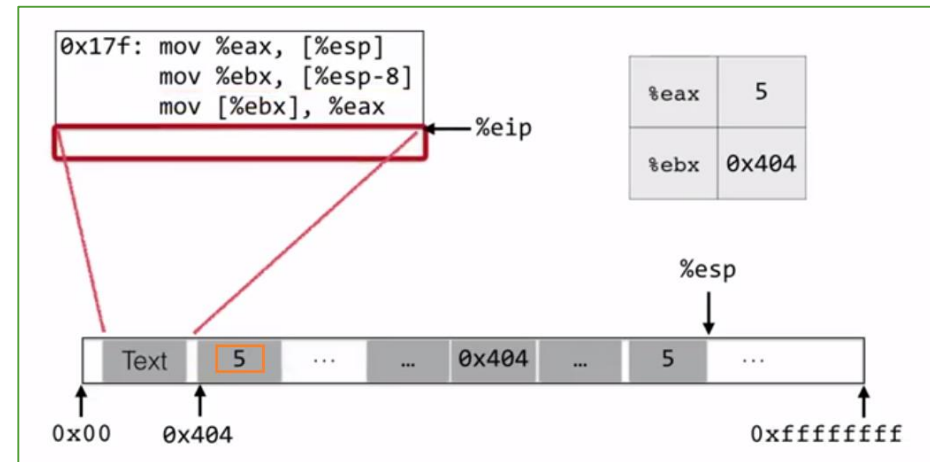 0x17f: mov %eax, [%esp]
mov %ebx, [%esp-8]
mov [%ebx], %eax
%eip
%eax 5
%ebx 0x404
%esp
Text 5 ... ... 0x404 ... 5 ...
0x00 0x404 0xffffffff